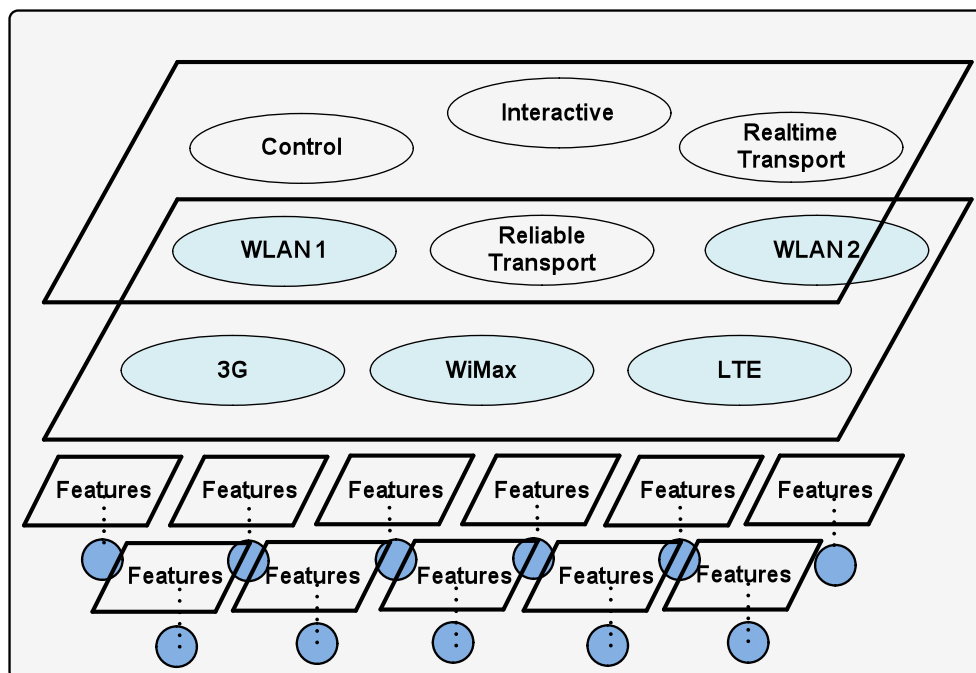 Interactive
Control
Realtime
Transport
WLAN 1
Reliable
Transport
WLAN 2
3G
WiMax
LTE
Features
Features
Features
Features
Features
Features
Features
Features
Features
Features
Features